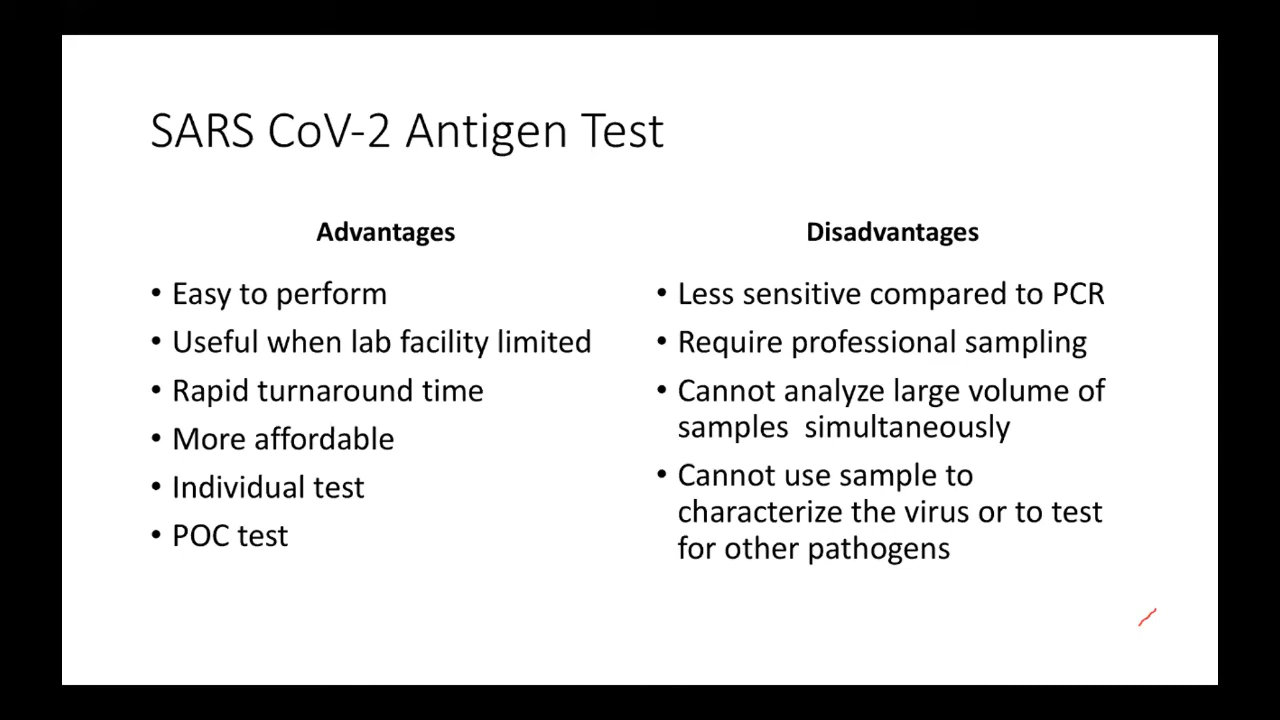 SARS CoV-2 Antigen Test
Advantages
• Easy to perform
• Useful when lab facility limited
• Rapid turnaround time
• More affordable
• Individual test
• POC test
Disadvantages
• Less sensitive compared to PCR
• Require professional sampling
• Cannot analyze large volume of
samples  simultaneously
• Cannot use sample to
characterize the virus or to test
for other pathogens